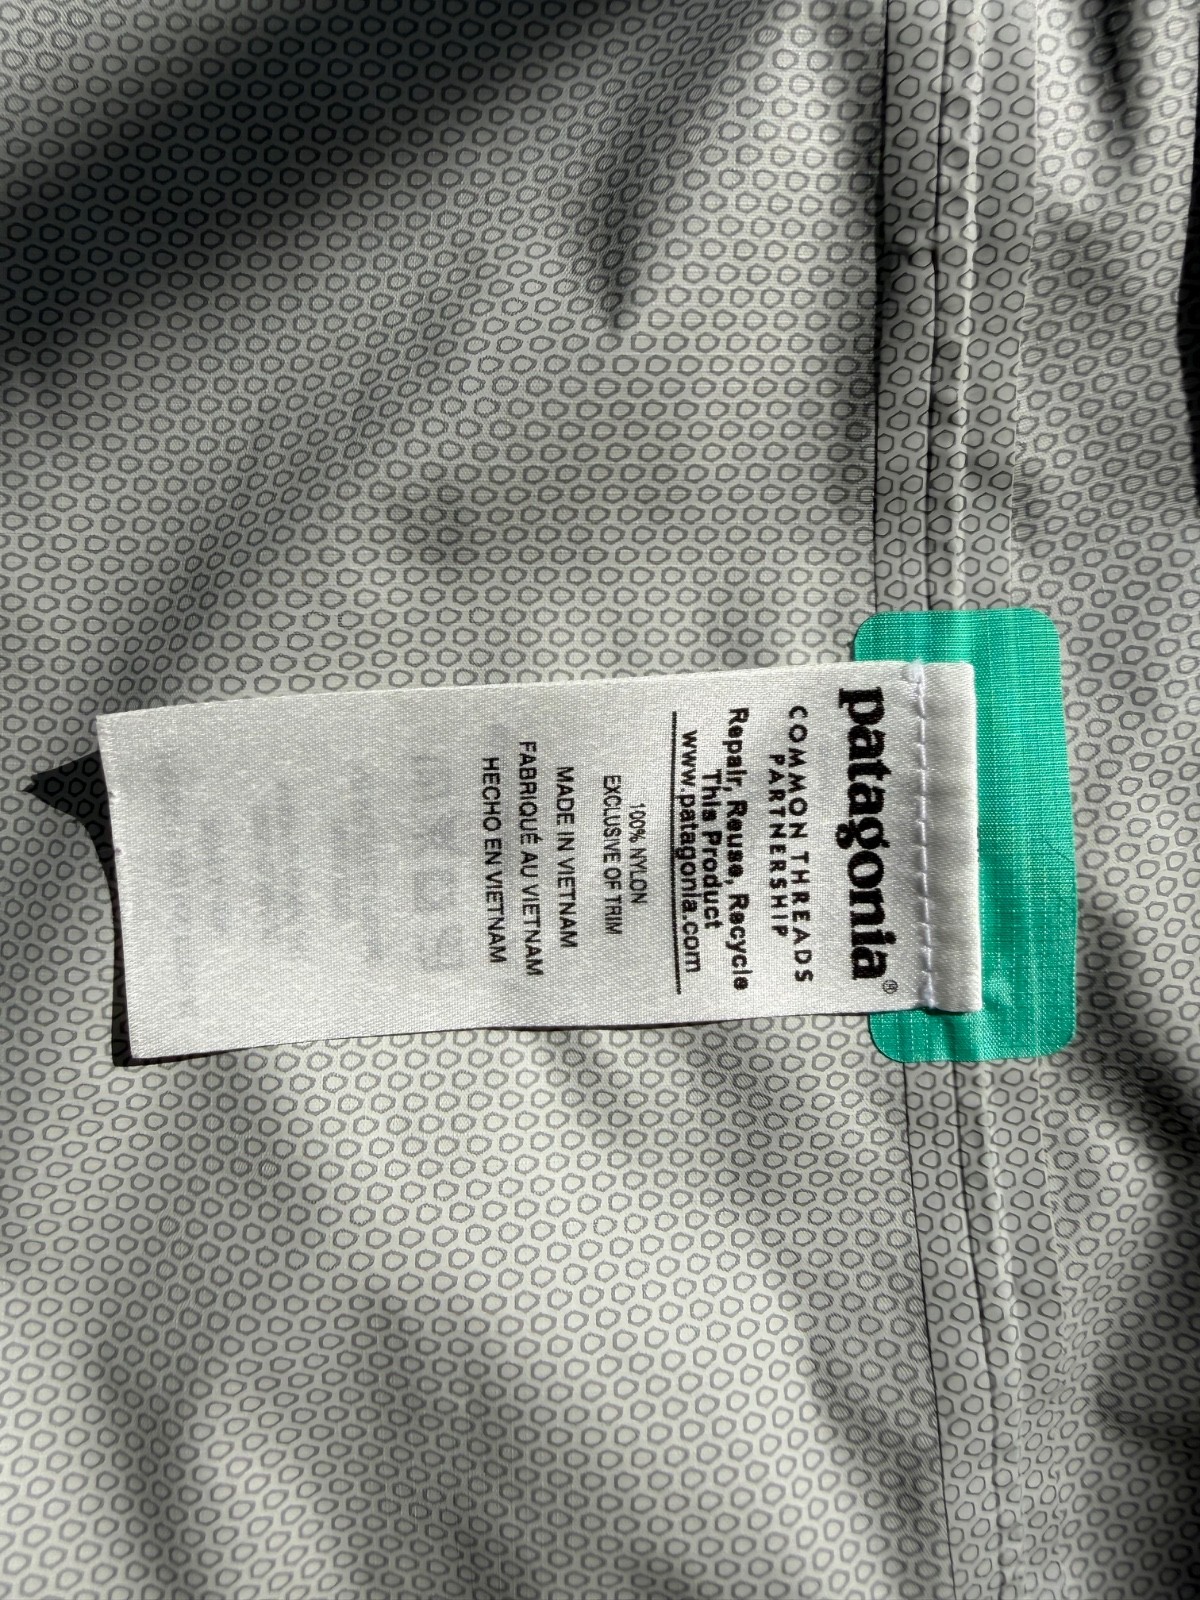 patagonia®
COMMON THREADS
PARTNERSHIP
Repair, Reuse, Recycle
This Product
www.patagonia.com
100% NYLON
EXCLUSIVE OF TRIM
MADE IN VIETNAM
FABRIQUÉ AU VIETNAM
HECHO EN VIETNAM